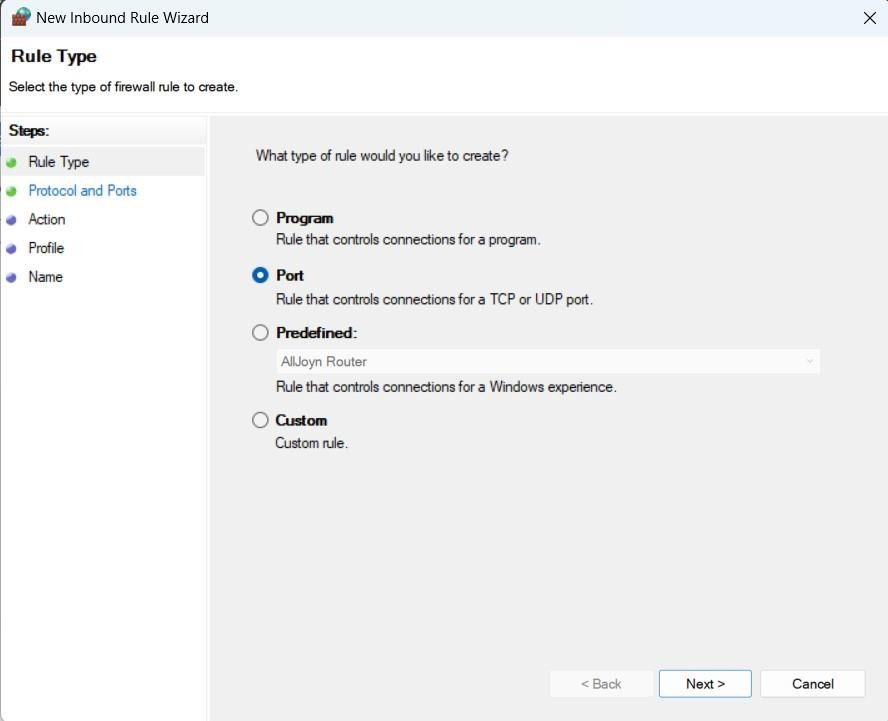 New Inbound Rule Wizard
Rule Type
Select the type of firewall rule to create.
Steps:
Rule Type
Protocol and Ports
Action
Profile
Name
What type of rule would you like to create?
Program
Rule that controls connections for a program.
Port
Rule that controls connections for a TCP or UDP port.
Predefined:
AllJoyn Router
Rule that controls connections for a Windows experience.
Custom
Custom rule.
< Back
Next >
Cancel